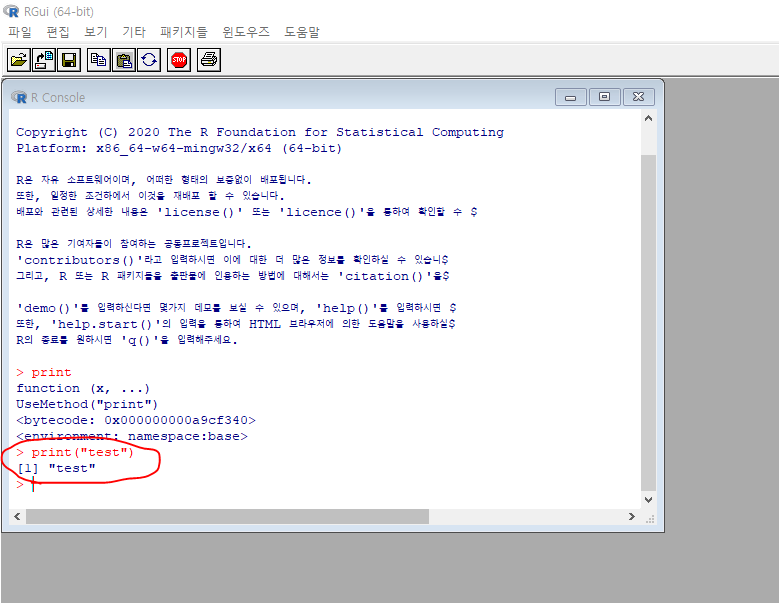 RGui (64-bit)
파일 편집 보기 기타 패키지들 윈도우즈 도움말
STOP
R Console
Copyright (C) 2020 The R Foundation for Statistical Computing
Platform: x86_64-w64-mingw32/x64 (64-bit)
R은 자유 소프트웨어이며, 어떠한 형태의 보증없이 배포됩니다.
또한, 일정한 조건하에서 이것을 재배포 할 수 있습니다.
배포와 관련된 상세한 내용은 'license()' 또는 'licence()'을 통하여 확인할 수 $
R은 많은 기여자들이 참여하는 공동프로젝트입니다.
'contributors()'라고 입력하시면 이에 대한 더 많은 정보를 확인하실 수 있습니$
그리고, R 또는 R 패키지들을 출판물에 인용하는 방법에 대해서는 'citation()'을$
'demo()'를 입력하신다면 몇가지 데모를 보실 수 있으며, 'help()'를 입력하시면 $
또한, 'help.start()'의 입력을 통하여 HTML 브라우저에 의한 도움말을 사용하실$
R의 종료를 원하시면 'q()'을 입력해주세요.
> print
function (x, ...)
UseMethod("print")
<bytecode: 0x000000000a9cf340>
<environment: namespace:base>
> print("test")
[1] "test"
>